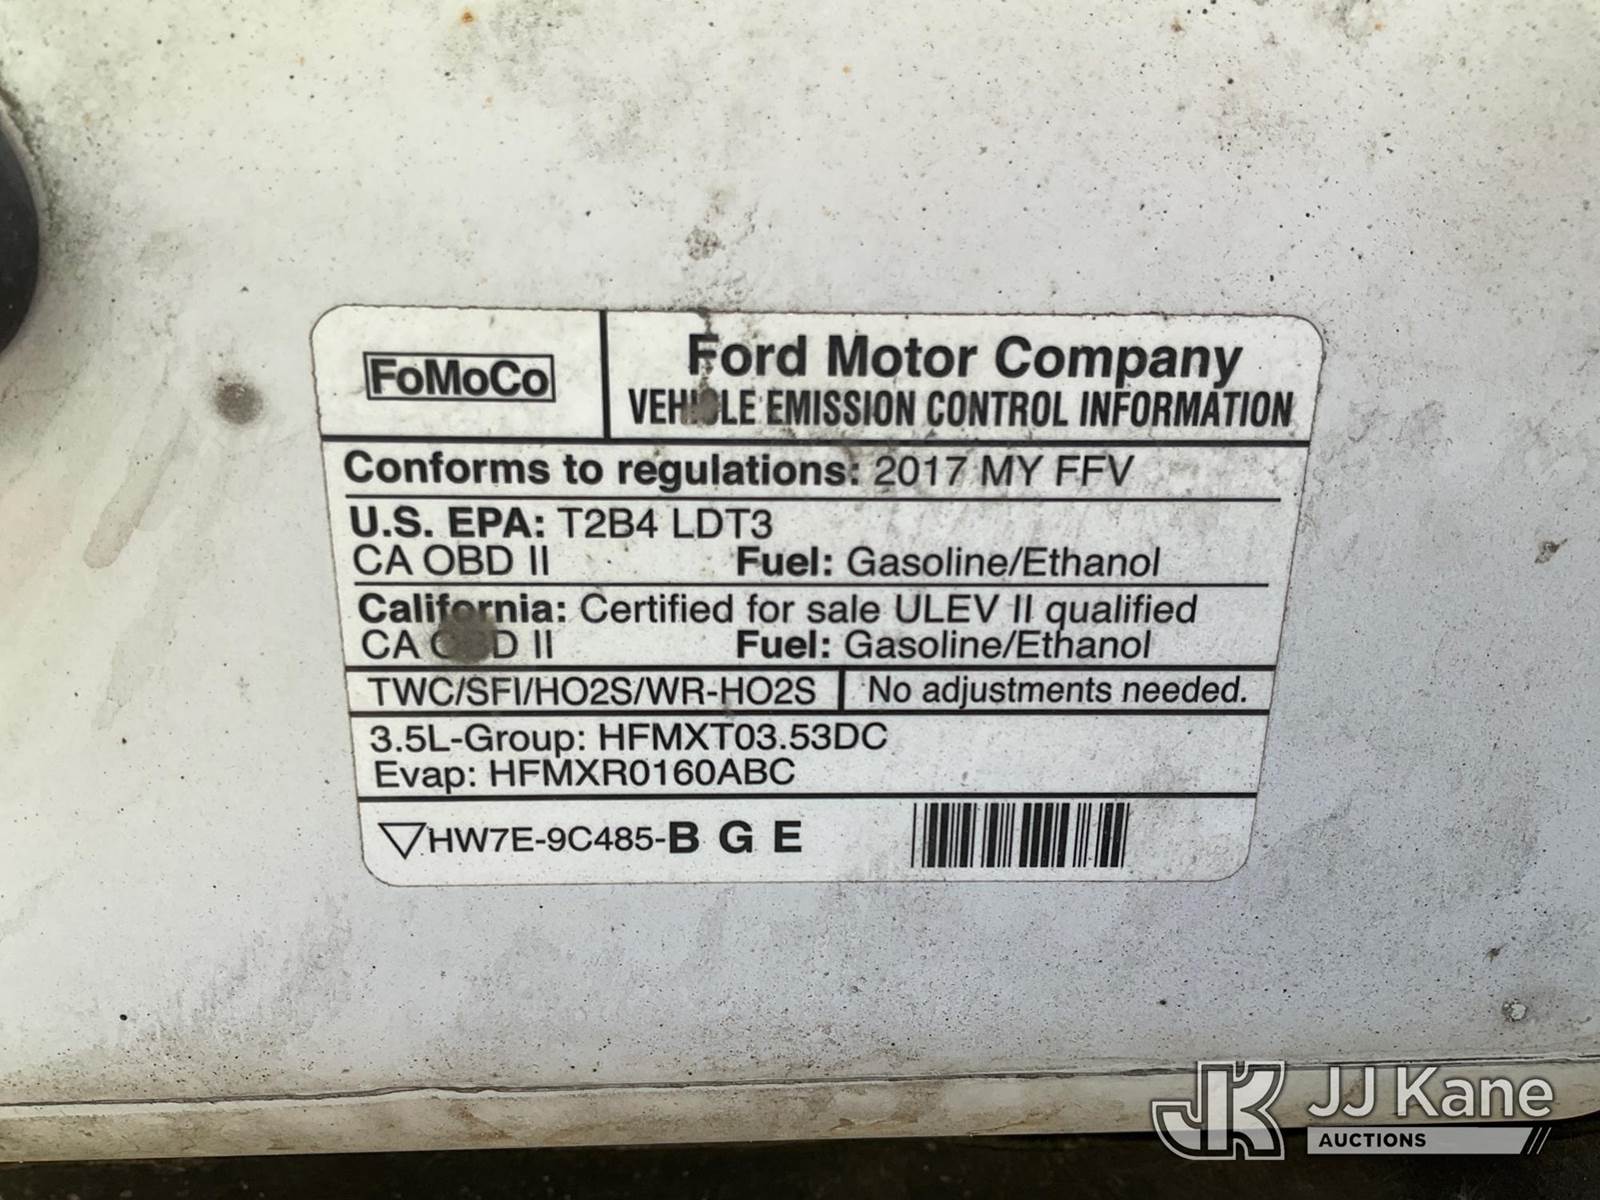 FoMoCo
Ford Motor Company
VEHICLE EMISSION CONTROL INFORMATION
Conforms to regulations: 2017 MY FFV
U.S. EPA: T2B4 LDT3
CA OBD II Fuel: Gasoline/Ethanol
California: Certified for sale ULEV II qualified
CA OBD II Fuel: Gasoline/Ethanol
TWC/SFI/HO2S/WR-HO2S No adjustments needed.
3.5L-Group: HFMXT03.53DC
Evap: HFMXR0160ABC
HW7E-9C485-B G E
JK JJ Kane
AUCTIONS